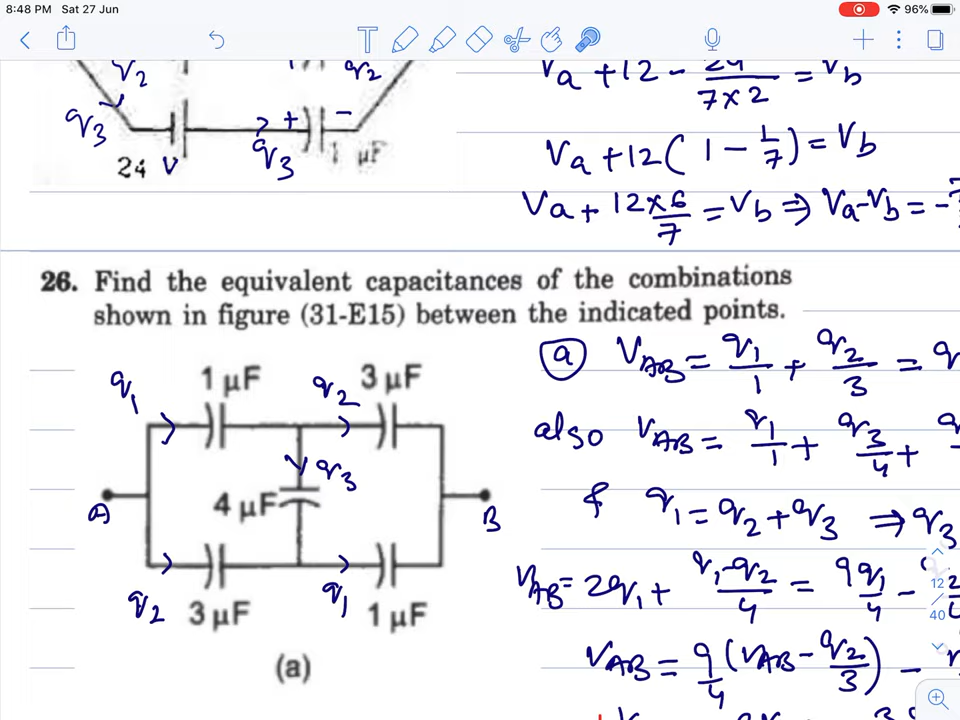 8:48 PM Sat 27 Jun
96%
q2
q3
24 V
q3
+ -
q2
1 μF
Va + 12 - 24/7×2 = Vb
Va + 12 ( 1 - 1/7 ) = Vb
Va + 12×6/7 = Vb ⇒ Va-Vb = -
26. Find the equivalent capacitances of the combinations
shown in figure (31-E15) between the indicated points.
q1
1 μF
q2
3 μF
q3
4 μF
A
B
q2
3 μF
q1
1 μF
(a)
(a) VAB = q1/1 + q2/3 = q
also VAB = q1/1 + q3/4 + q
& q1 = q2 + q3 ⇒ q3
VAB = 2q1 + q1-q2/4 = 9q1/4 -
VAB = 9/4 (VAB - q2/3) -
12
/
40